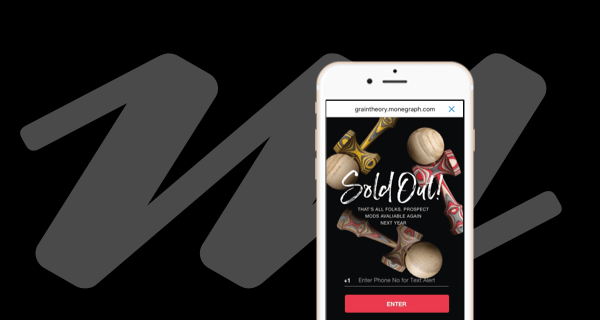 graintheory.monegraph.com
Sold Out!
THAT'S ALL FOLKS. PROSPECT
MODS AVALIABLE AGAIN
NEXT YEAR
+1 Enter Phone No for Text Alert
ENTER